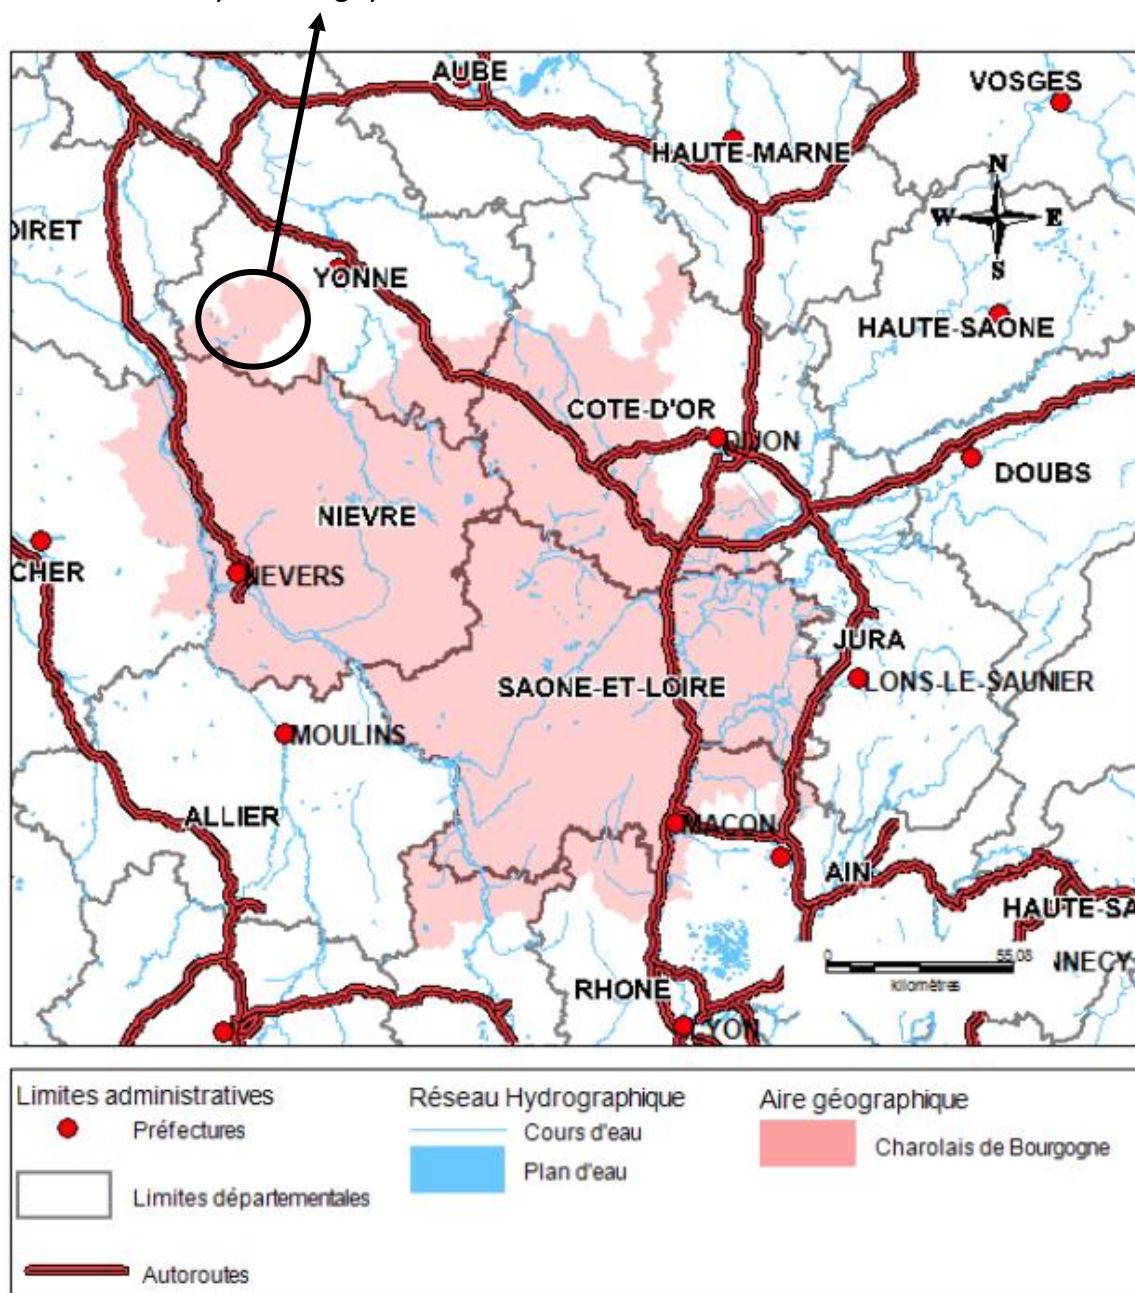 AUBE
VOSGES
HAUTE-MARNE
N
W E
S
OIRET
YONNE
HAUTE-SAONE
COTE-D'OR
DIJON
DOUBS
NIEVRE
CHER
NEVERS
JURA
SAONE-ET-LOIRE
LONS-LE-SAUNIER
MOULINS
ALLIER
MACON
AIN
HAUTE-SA
0 55,08
kilomètres
NNECY
RHONE
LYON
Limites administratives
Préfectures
Limites départementales
Autoroutes
Réseau Hydrographique
Cours d'eau
Plan d'eau
Aire géographique
Charolais de Bourgogne